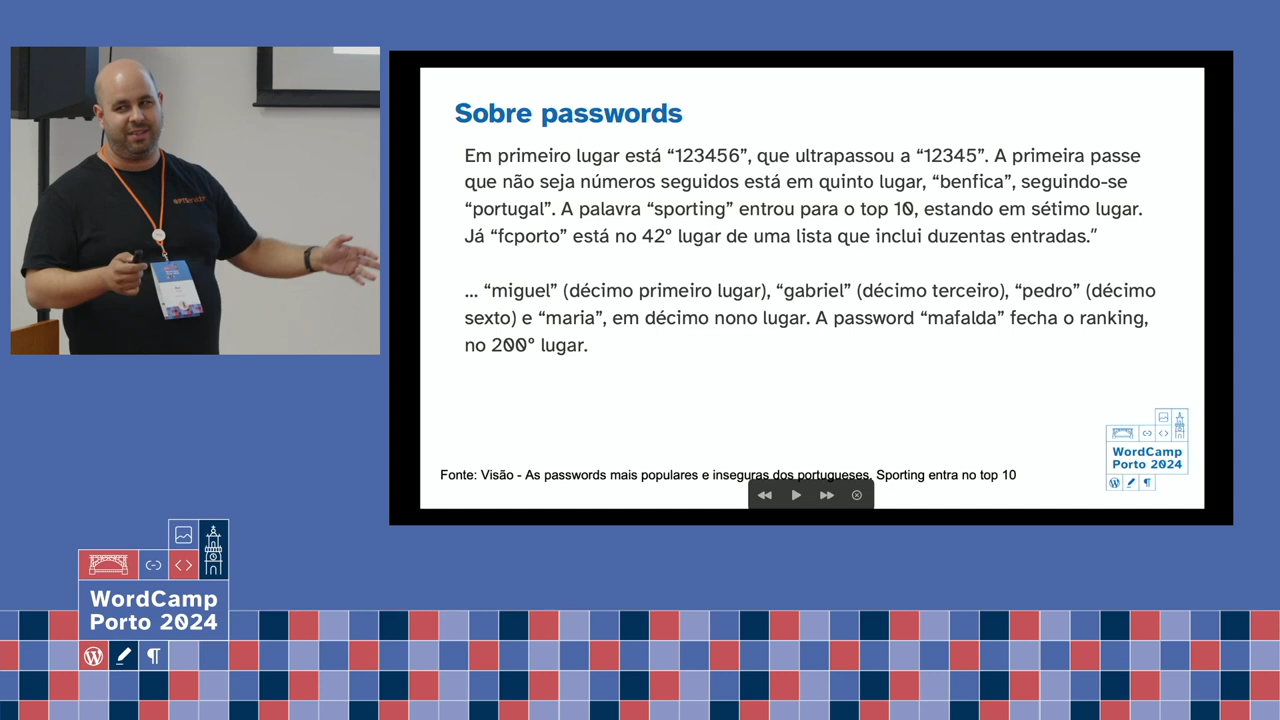 Sobre passwords
Em primeiro lugar está “123456”, que ultrapassou a “12345”. A primeira passe
que não seja números seguidos está em quinto lugar, “benfica”, seguindo-se
“portugal”. A palavra “sporting” entrou para o top 10, estando em sétimo lugar.
Já “fcporto” está no 42º lugar de uma lista que inclui duzentas entradas.”
... “miguel” (décimo primeiro lugar), “gabriel” (décimo terceiro), “pedro” (décimo
sexto) e “maria”, em décimo nono lugar. A password “mafalda” fecha o ranking,
no 200º lugar.
WordCamp
Porto 2024
Fonte: Visão - As passwords mais populares e inseguras dos portugueses. Sporting entra no top 10
WordCamp
Porto 2024